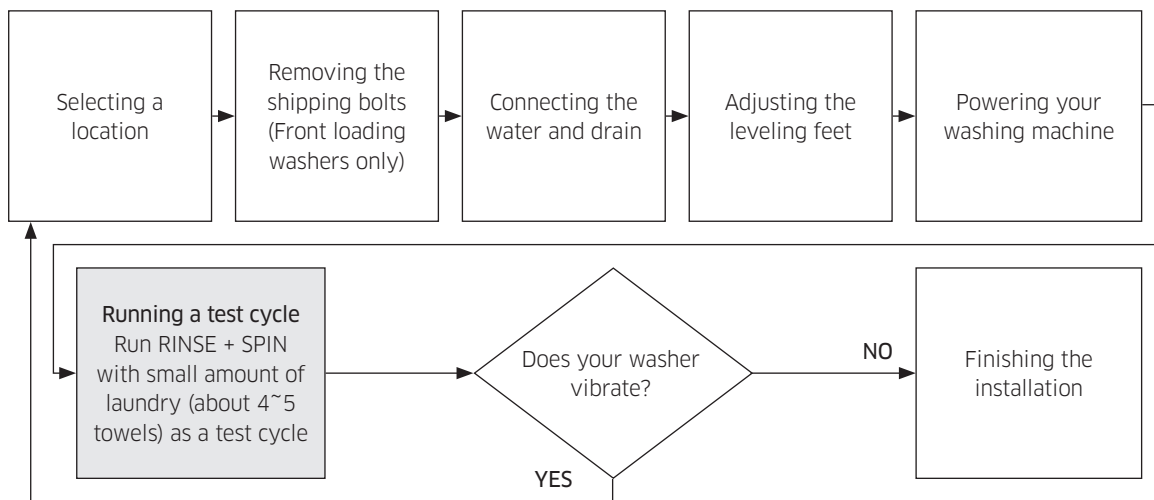 Selecting a
location
Removing the
shipping bolts
(Front loading
washers only)
Connecting the
water and drain
Adjusting the
leveling feet
Powering your
washing machine
Running a test cycle
Run RINSE + SPIN
with small amount of
laundry (about 4~5
towels) as a test cycle
Does your washer
vibrate?
NO
Finishing the
installation
YES